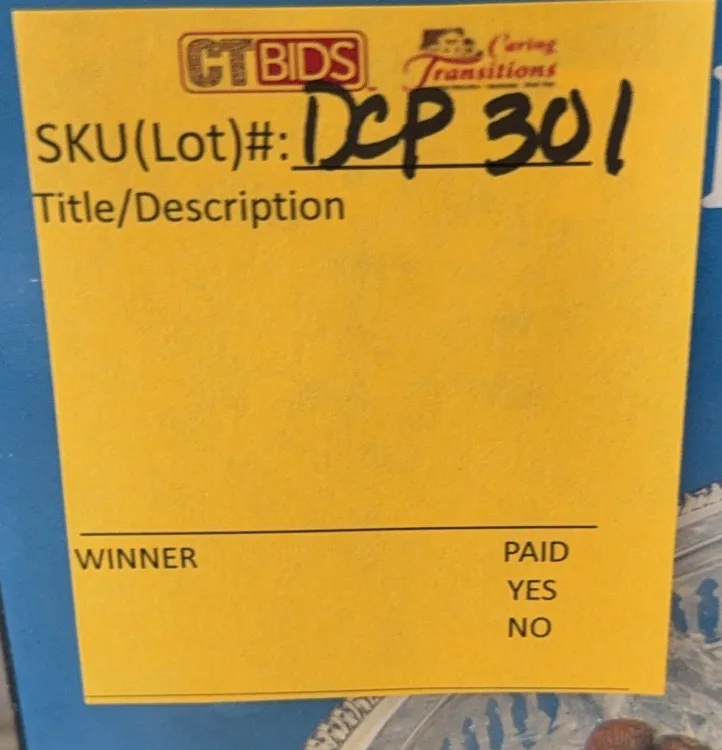 CTBIDS
Caring
Transitions
SKU(Lot)#: DCP 301
Title/Description
WINNER
PAID
YES
NO